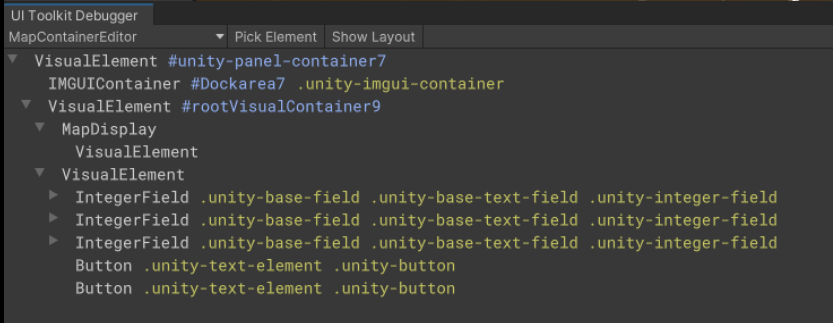 UI Toolkit Debugger
MapContainerEditor Pick Element Show Layout
VisualElement #unity-panel-container7
IMGUIContainer #Dockarea7 .unity-imgui-container
VisualElement #rootVisualContainer9
MapDisplay
VisualElement
VisualElement
IntegerField .unity-base-field .unity-base-text-field .unity-integer-field
IntegerField .unity-base-field .unity-base-text-field .unity-integer-field
IntegerField .unity-base-field .unity-base-text-field .unity-integer-field
Button .unity-text-element .unity-button
Button .unity-text-element .unity-button